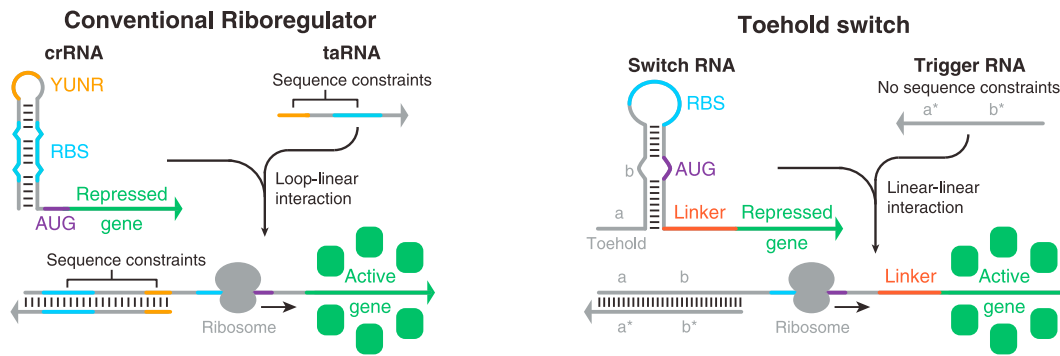 Conventional Riboregulator
crRNA
taRNA
YUNR
Sequence constraints
RBS
Repressed
gene
AUG
Loop-linear
interaction
Sequence constraints
Active
gene
Ribosome
Toehold switch
Switch RNA
Trigger RNA
No sequence constraints
RBS
a* b*
b
AUG
a
Linker
Repressed
gene
Toehold
Linear-linear
interaction
a b
Linker
Active
gene
a* b*
Ribosome